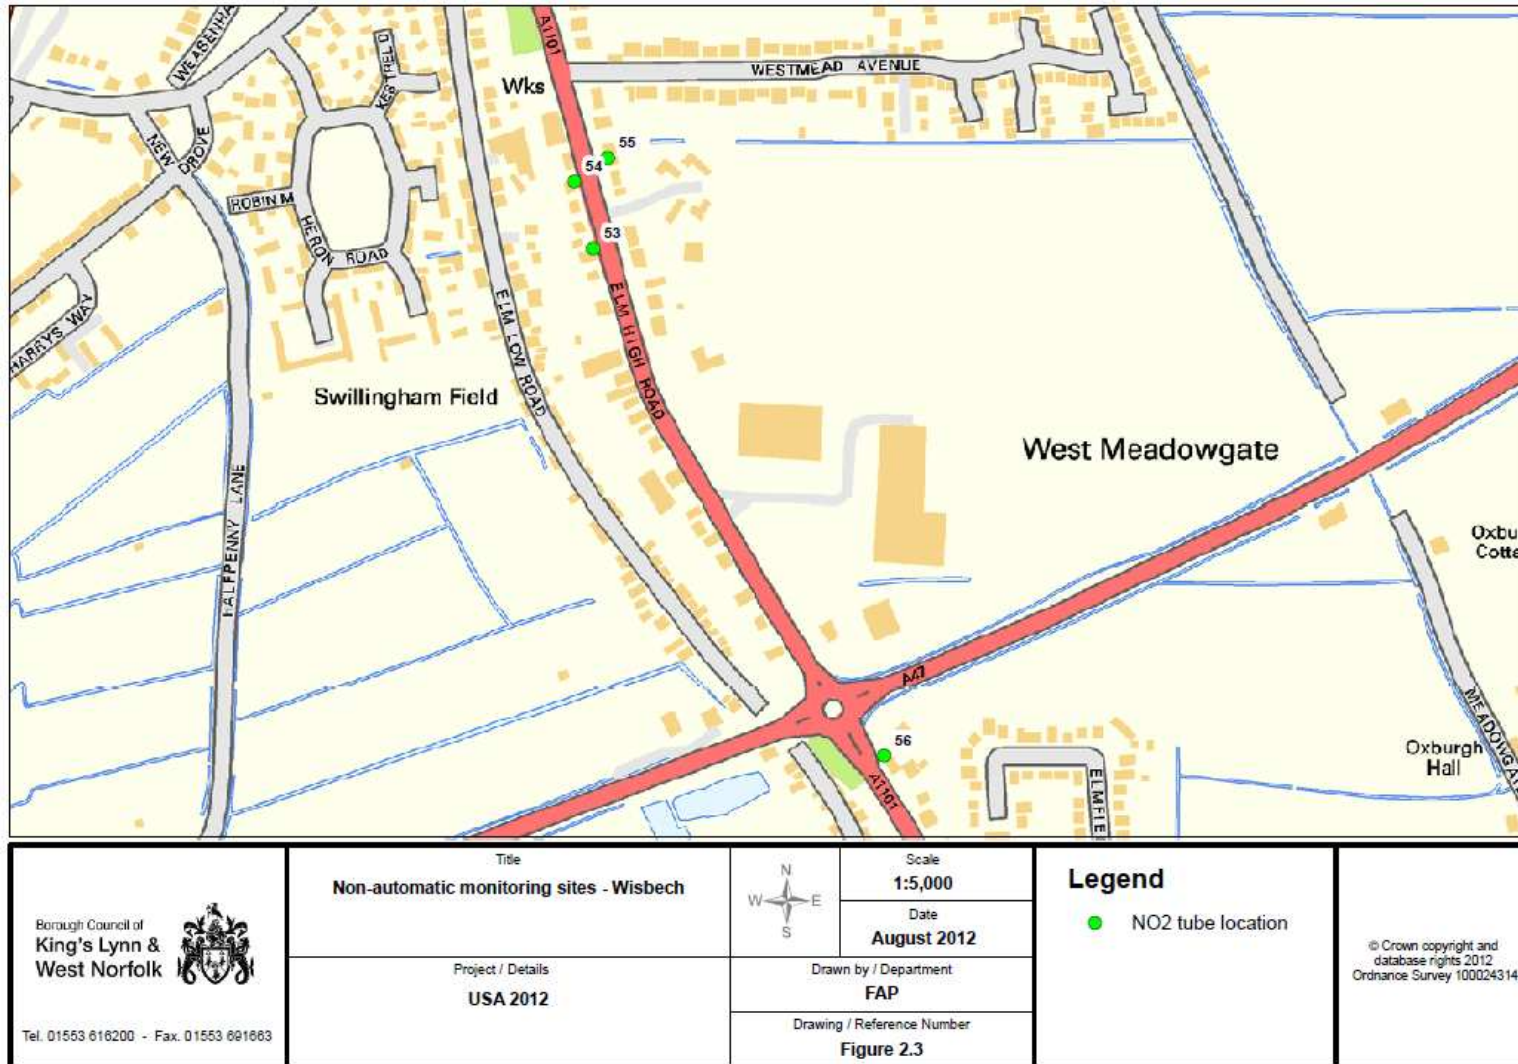 A1101
WEASENHA
KESTREL D
Wks
WESTMEAD AVENUE
NEW DROVE
55
54
ROBIN M
HERON ROAD
53
HARRYS WAY
ELM LOW ROAD
ELM HIGH ROAD
Swillingham Field
West Meadowgate
HALFPENNY LANE
Oxbu
Cotta
A47
56
A1101
ELMFIE
Oxburgh
Hall
MEADOWGA
Borough Council of
King's Lynn &
West Norfolk
Tel. 01553 616200 - Fax. 01553 691663
Title
Non-automatic monitoring sites - Wisbech
Project / Details
USA 2012
N
W E
S
Scale
1:5,000
Date
August 2012
Drawn by / Department
FAP
Drawing / Reference Number
Figure 2.3
Legend
NO2 tube location
© Crown copyright and
database rights 2012
Ordnance Survey 100024314